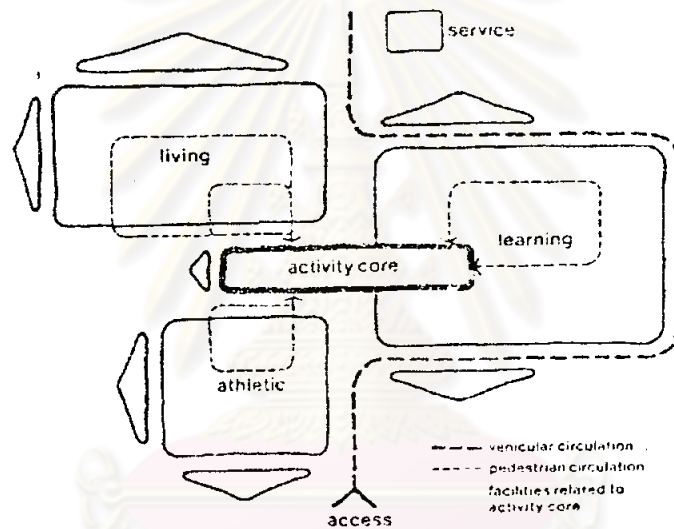 service
living
learning
activity core
athletic
vehicular circulation
pedestrian circulation
facilities related to
activity core
access